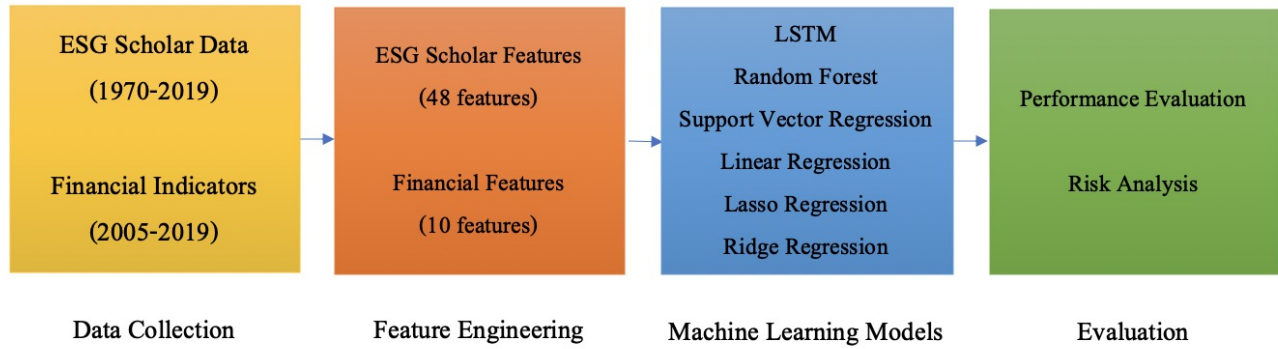 ESG Scholar Data
(1970-2019)
Financial Indicators
(2005-2019)
ESG Scholar Features
(48 features)
Financial Features
(10 features)
LSTM
Random Forest
Support Vector Regression
Linear Regression
Lasso Regression
Ridge Regression
Performance Evaluation
Risk Analysis
Data Collection
Feature Engineering
Machine Learning Models
Evaluation